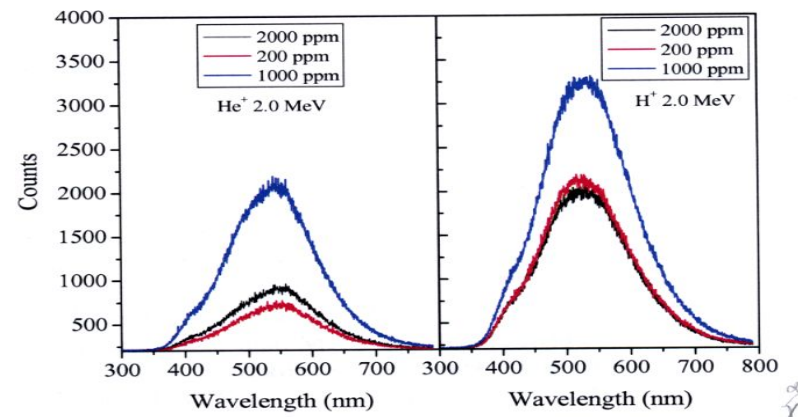 4000
3500
3000
2500
2000
1500
1000
500
Counts
2000 ppm
200 ppm
1000 ppm
He+ 2.0 MeV
300 400 500 600 700
Wavelength (nm)
2000 ppm
200 ppm
1000 ppm
H+ 2.0 MeV
300 400 500 600 700 800
Wavelength (nm)